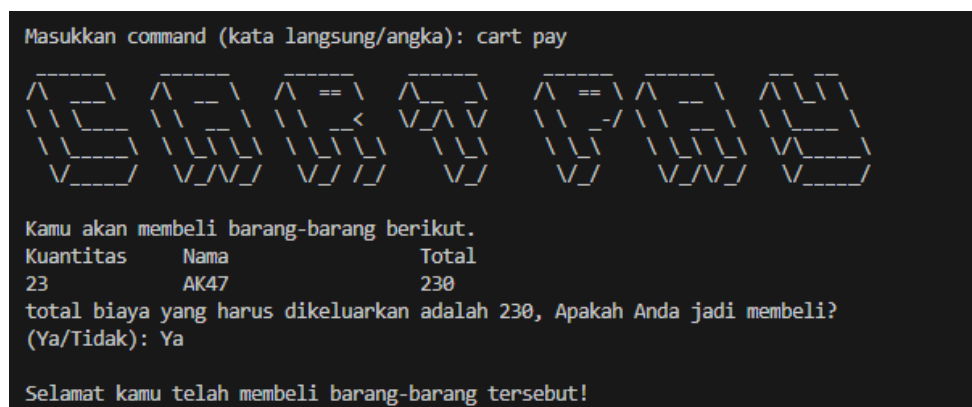 Masukkan command (kata langsung/angka): cart pay
CART PAY
Kamu akan membeli barang-barang berikut.
Kuantitas Nama Total
23 AK47 230
total biaya yang harus dikeluarkan adalah 230, Apakah Anda jadi membeli?
(Ya/Tidak): Ya
Selamat kamu telah membeli barang-barang tersebut!